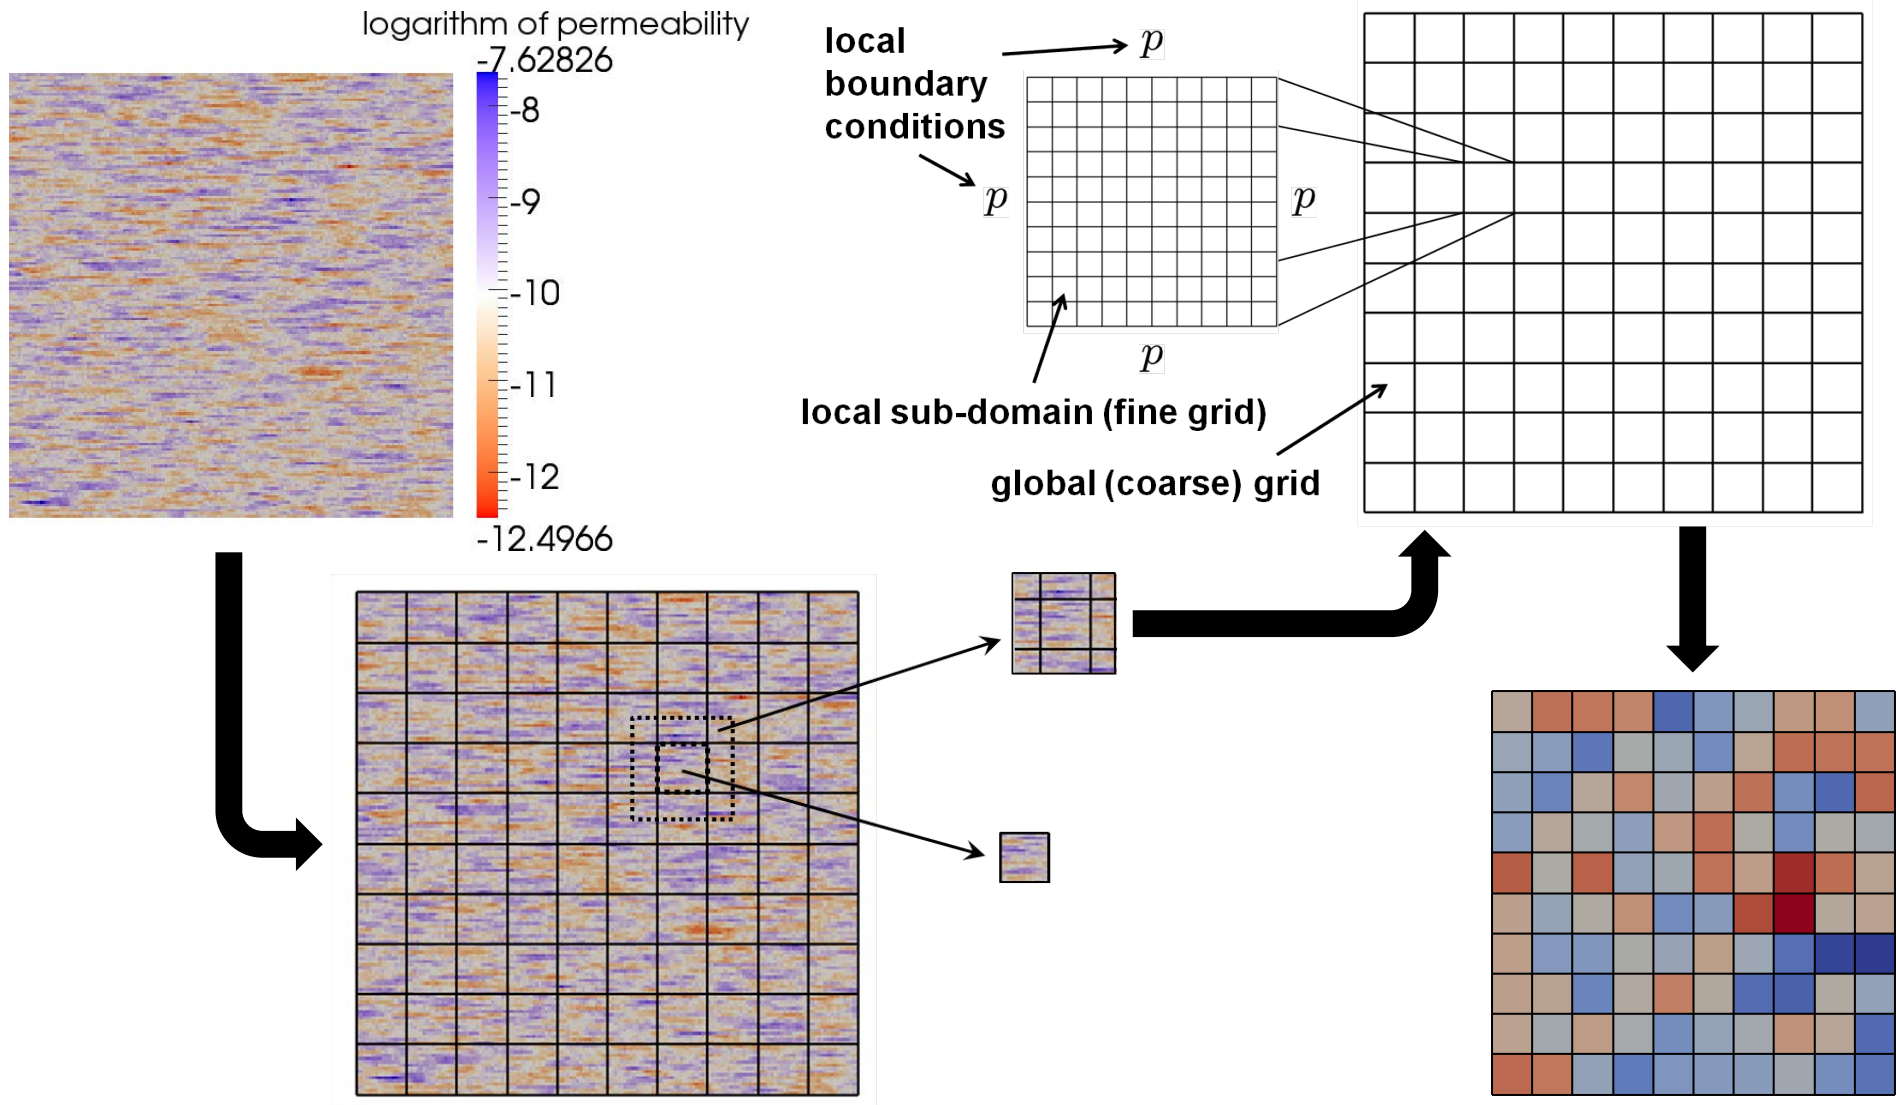 logarithm of permeability
-7.62826
-8
-9
-10
-11
-12
-12.4966
local
boundary
conditions
p
p
p
p
local sub-domain (fine grid)
global (coarse) grid